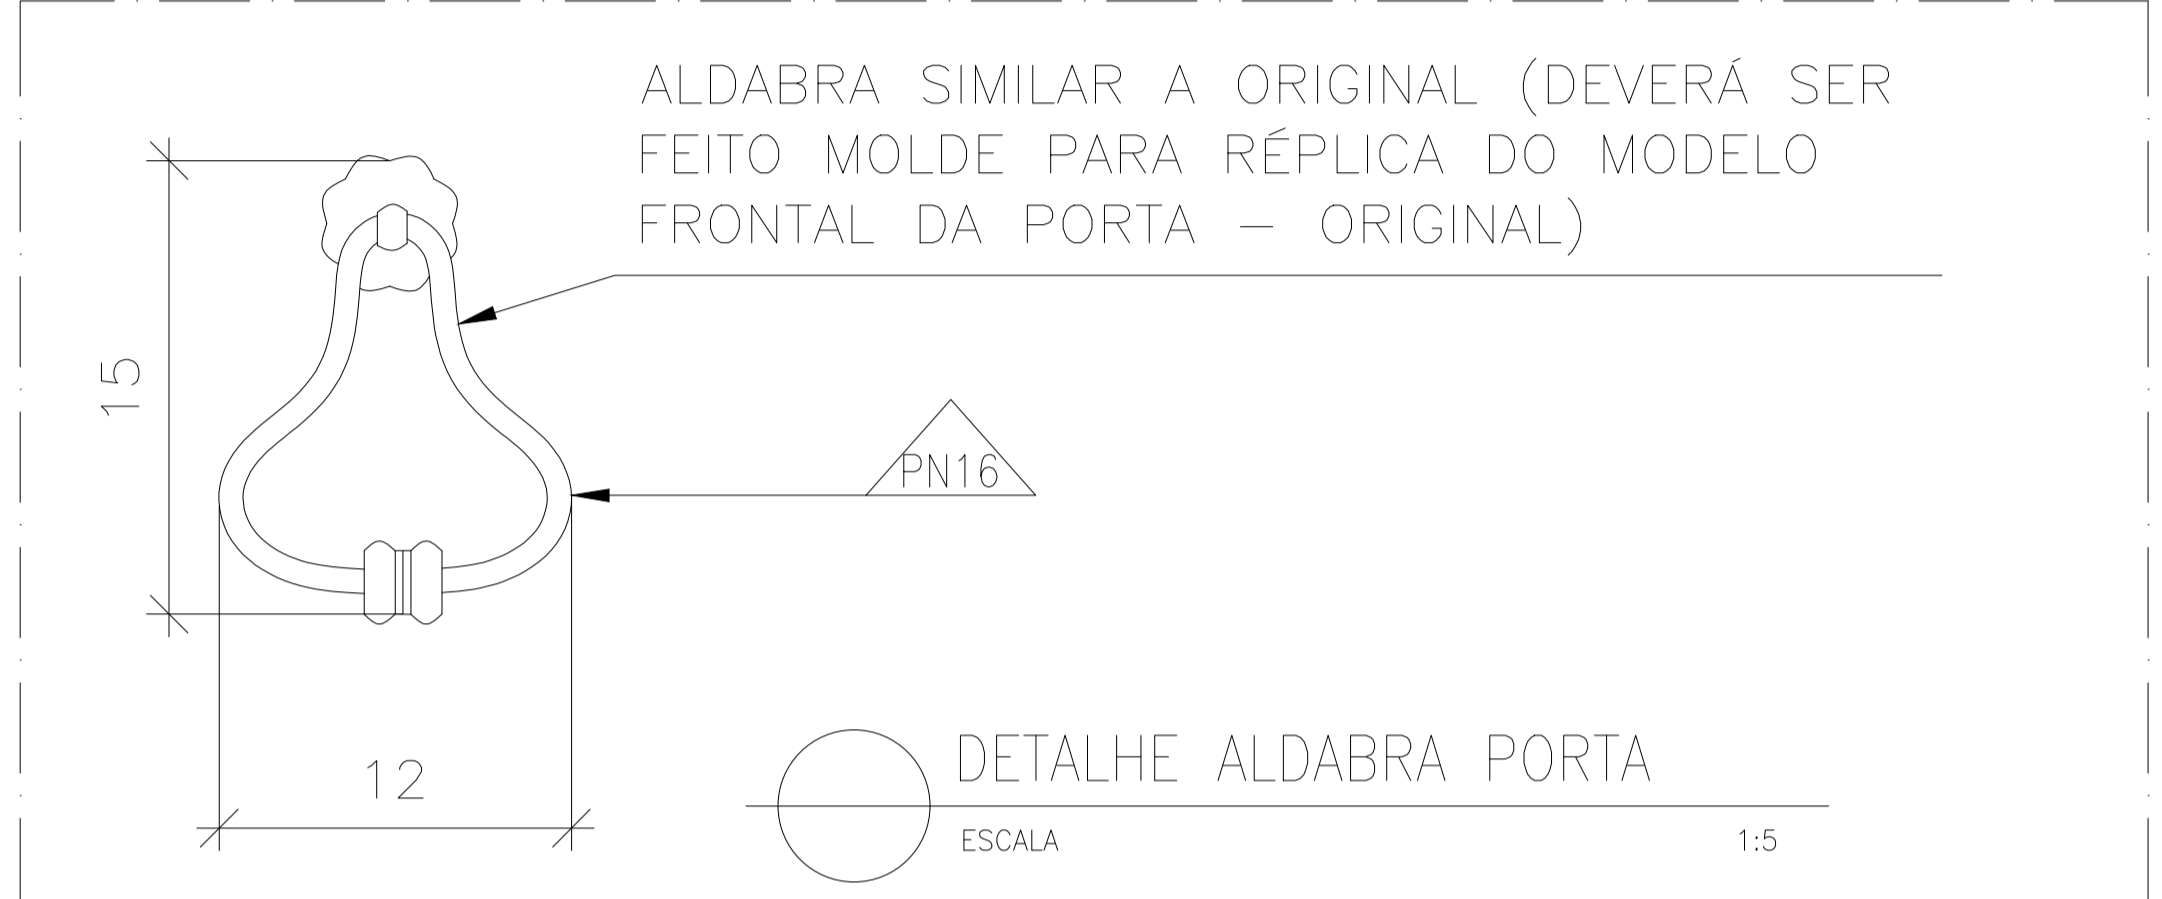 ALDABRA SIMILAR A ORIGINAL (DEVERÁ SER
FEITO MOLDE PARA RÉPLICA DO MODELO
FRONTAL DA PORTA – ORIGINAL)
15
PN16
12
DETALHE ALDABRA PORTA
ESCALA 1:5